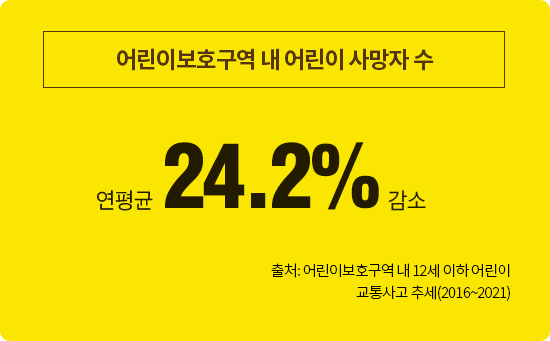 어린이보호구역 내 어린이 사망자 수
연평균 24.2% 감소
출처: 어린이보호구역 내 12세 이하 어린이
교통사고 추세(2016~2021)